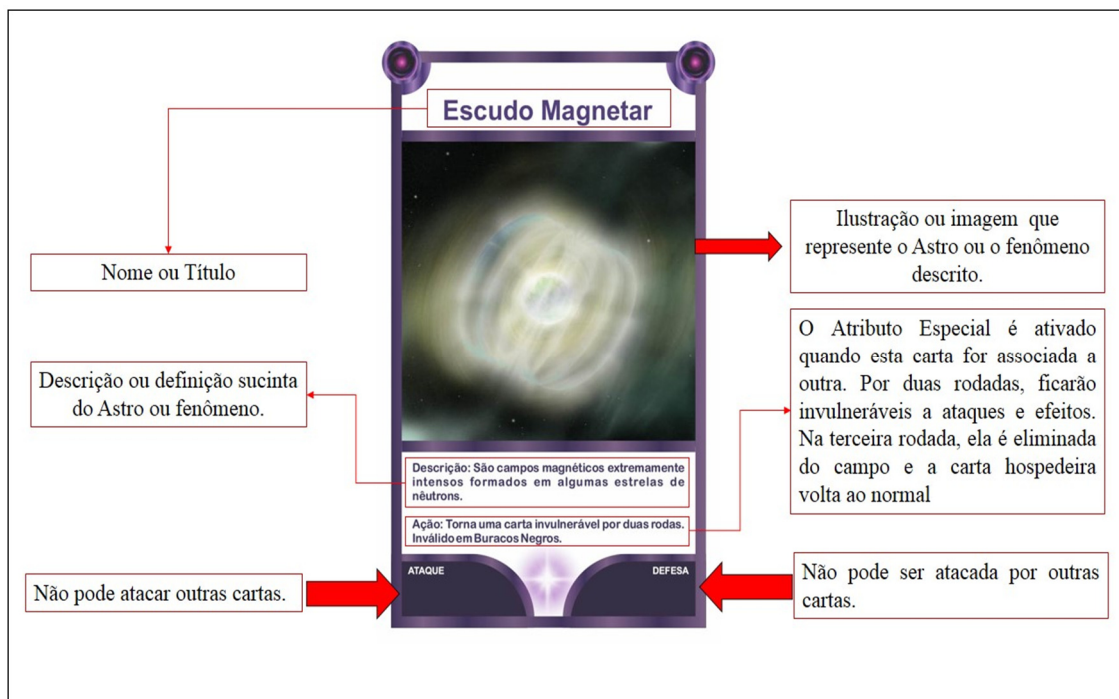 Escudo Magnetar
Nome ou Título
Ilustração ou imagem que
represente o Astro ou o fenômeno
descrito.
Descrição ou definição sucinta
do Astro ou fenômeno.
O Atributo Especial é ativado
quando esta carta for associada a
outra. Por duas rodadas, ficarão
invulneráveis a ataques e efeitos.
Na terceira rodada, ela é eliminada
do campo e a carta hospedeira
volta ao normal
Descrição: São campos magnéticos extremamente
intensos formados em algumas estrelas de
nêutrons.
Ação: Torna uma carta invulnerável por duas rodas.
Inválido em Buracos Negros.
ATAQUE
DEFESA
Não pode atacar outras cartas.
Não pode ser atacada por outras
cartas.